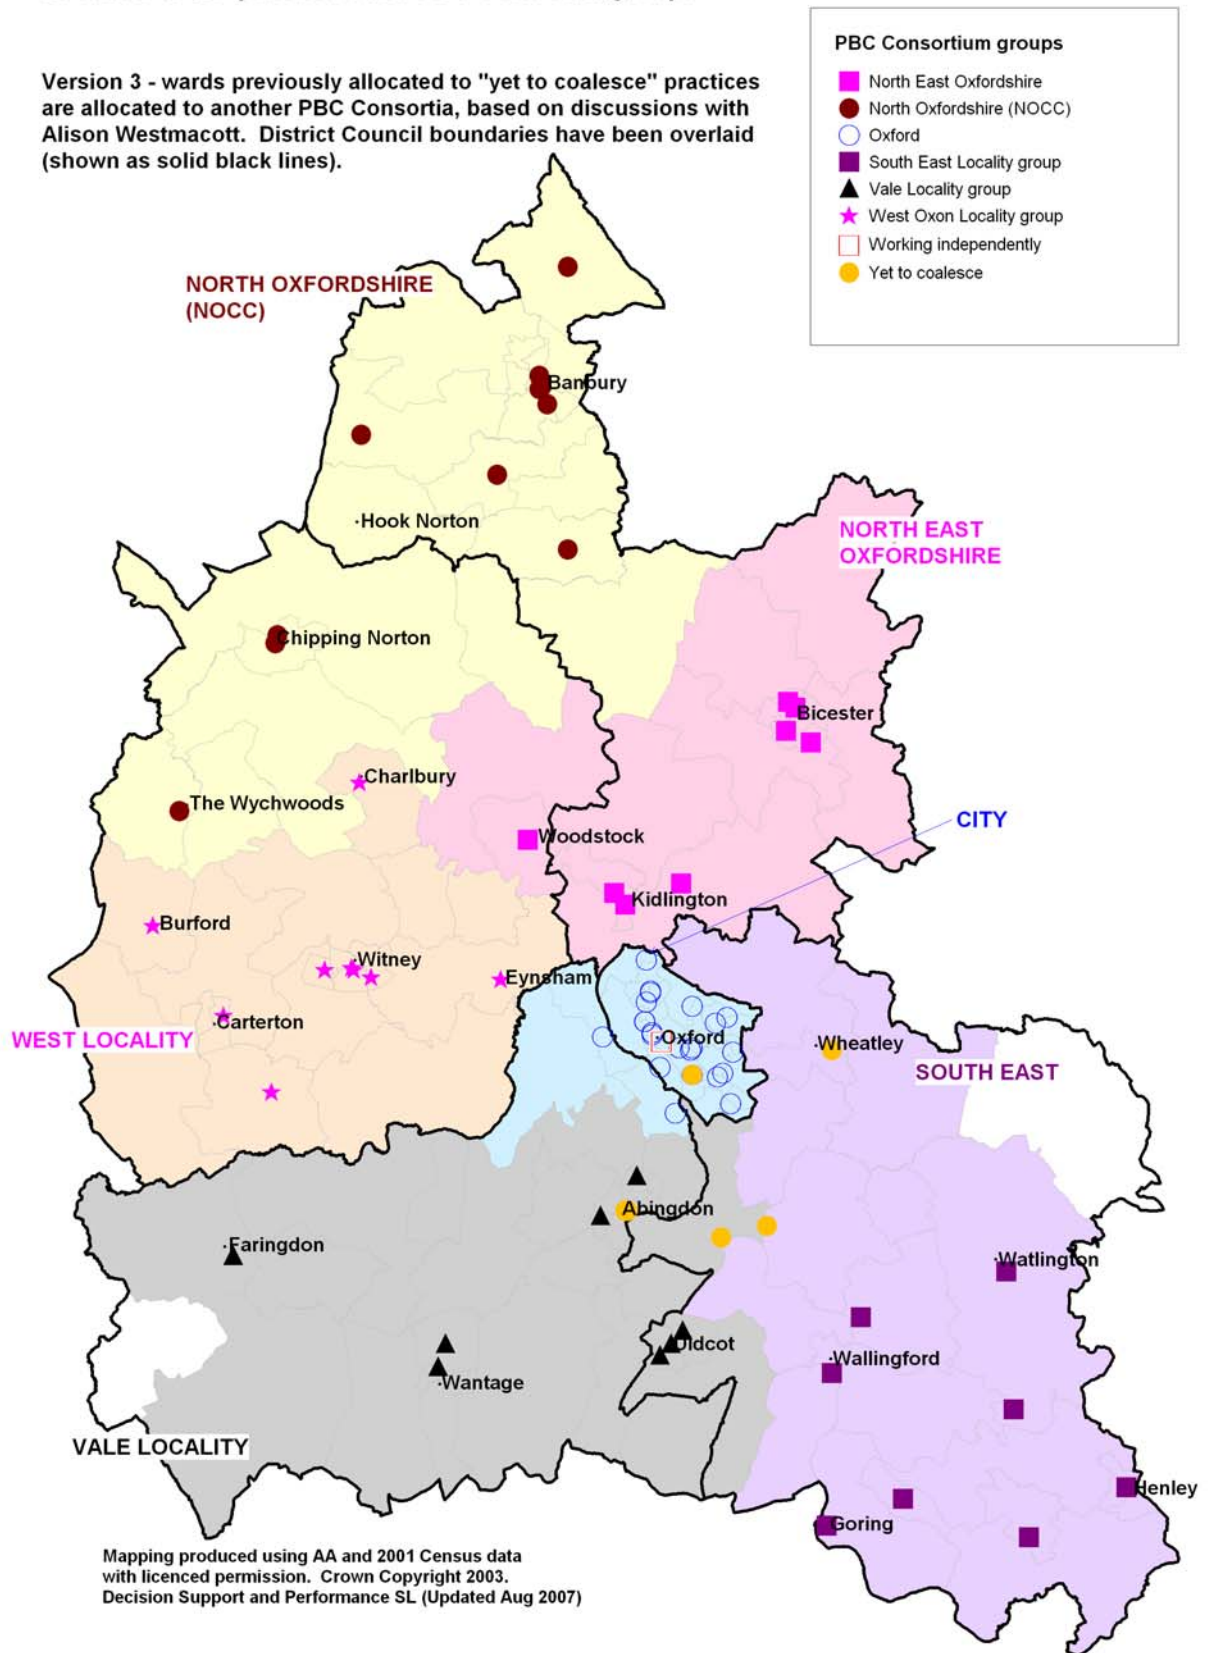 Version 3 - wards previously allocated to "yet to coalesce" practices
are allocated to another PBC Consortia, based on discussions with
Alison Westmacott. District Council boundaries have been overlaid
(shown as solid black lines).
PBC Consortium groups
North East Oxfordshire
North Oxfordshire (NOCC)
Oxford
South East Locality group
Vale Locality group
West Oxon Locality group
Working independently
Yet to coalesce
NORTH OXFORDSHIRE
(NOCC)
Banbury
Hook Norton
NORTH EAST
OXFORDSHIRE
Chipping Norton
Bicester
Charlbury
The Wychwoods
CITY
Woodstock
Kidlington
Burford
Witney
Eynsham
Carterton
WEST LOCALITY
Oxford
Wheatley
SOUTH EAST
Abingdon
Faringdon
Watlington
Didcot
Wallingford
Wantage
VALE LOCALITY
Henley
Goring
Mapping produced using AA and 2001 Census data
with licenced permission. Crown Copyright 2003.
Decision Support and Performance SL (Updated Aug 2007)